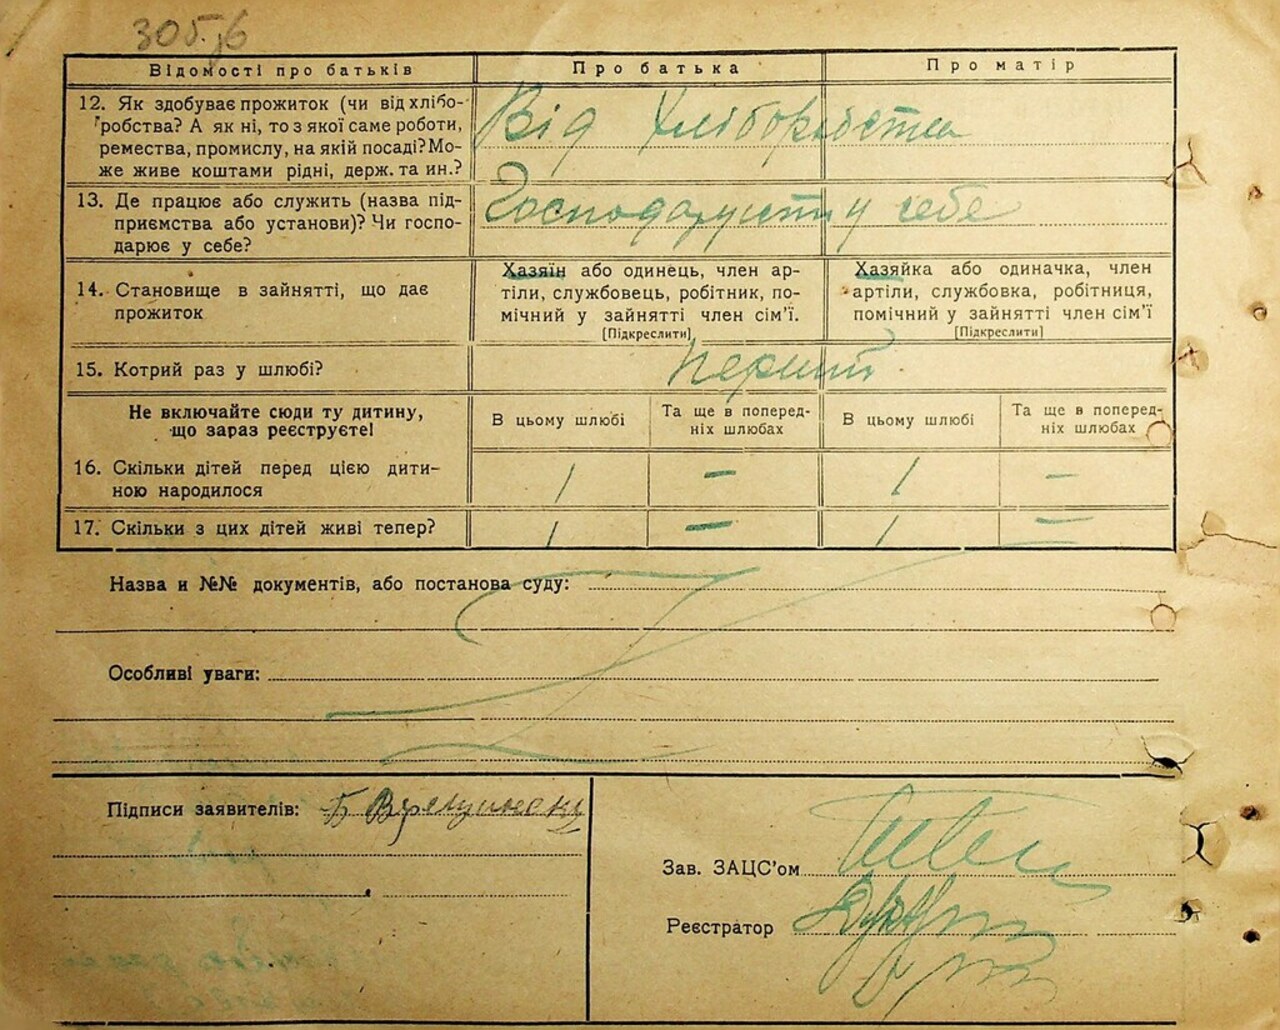 305. j6
Відомості про батьків
Про батька
Про матір
12. Як здобуває прожиток (чи від хлібо-
робства? А як ні, то з якої саме роботи,
ремества, промислу, на якій посаді? Мо-
же живе коштами рідні, держ. та ин.?
Від Хліборобства
13. Де працює або служить (назва під-
приємства або установи)? Чи госпо-
дарює у себе?
у себе
14. Становище в зайнятті, що дає
прожиток
Хазяїн або одинець, член ар-
тіли, службовець, робітник, по-
мічний у зайнятті член сім'ї.
[Підкреслити]
Хазяйка або одиначка, член
артіли, службовка, робітниця,
помічний у зайнятті член сім'ї
[Підкреслити]
15. Котрий раз у шлюбі?
перший
Не включайте сюди ту дитину,
що зараз реєструєте!
В цьому шлюбі
Та ще в поперед-
ніх шлюбах
В цьому шлюбі
Та ще в поперед-
ніх шлюбах
16. Скільки дітей перед цією дити-
ною народилося
1 – 1 –
17. Скільки з цих дітей живі тепер?
1 – 1 –
Назва и №№ документів, або постанова суду:
Особливі уваги:
Підписи заявителів:
Зав. ЗАЦС'ом
Реєстратор